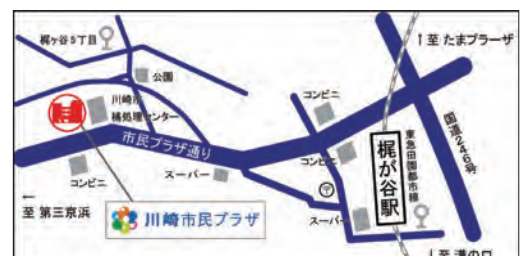 梶ヶ谷5丁目
↑至 たまプラーザ
公園
川崎市
橘処理センター
コンビニ
市民プラザ通り
国道246号
コンビニ
東急田園都市線
梶が谷駅
コンビニ
スーパー
〒
スーパー
←
至 第三京浜
川崎市民プラザ
↓至 溝の口